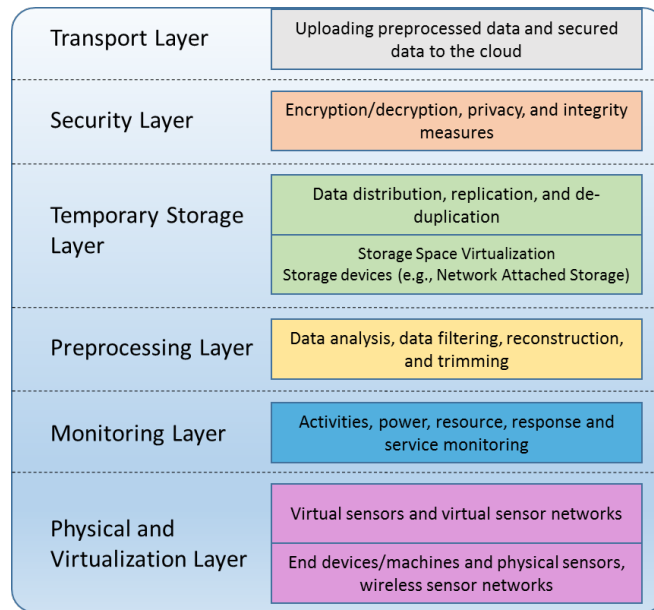 Transport Layer
Uploading preprocessed data and secured
data to the cloud
Security Layer
Encryption/decryption, privacy, and integrity
measures
Temporary Storage
Layer
Data distribution, replication, and de-
duplication
Storage Space Virtualization
Storage devices (e.g., Network Attached Storage)
Preprocessing Layer
Data analysis, data filtering, reconstruction,
and trimming
Monitoring Layer
Activities, power, resource, response and
service monitoring
Physical and
Virtualization Layer
Virtual sensors and virtual sensor networks
End devices/machines and physical sensors,
wireless sensor networks